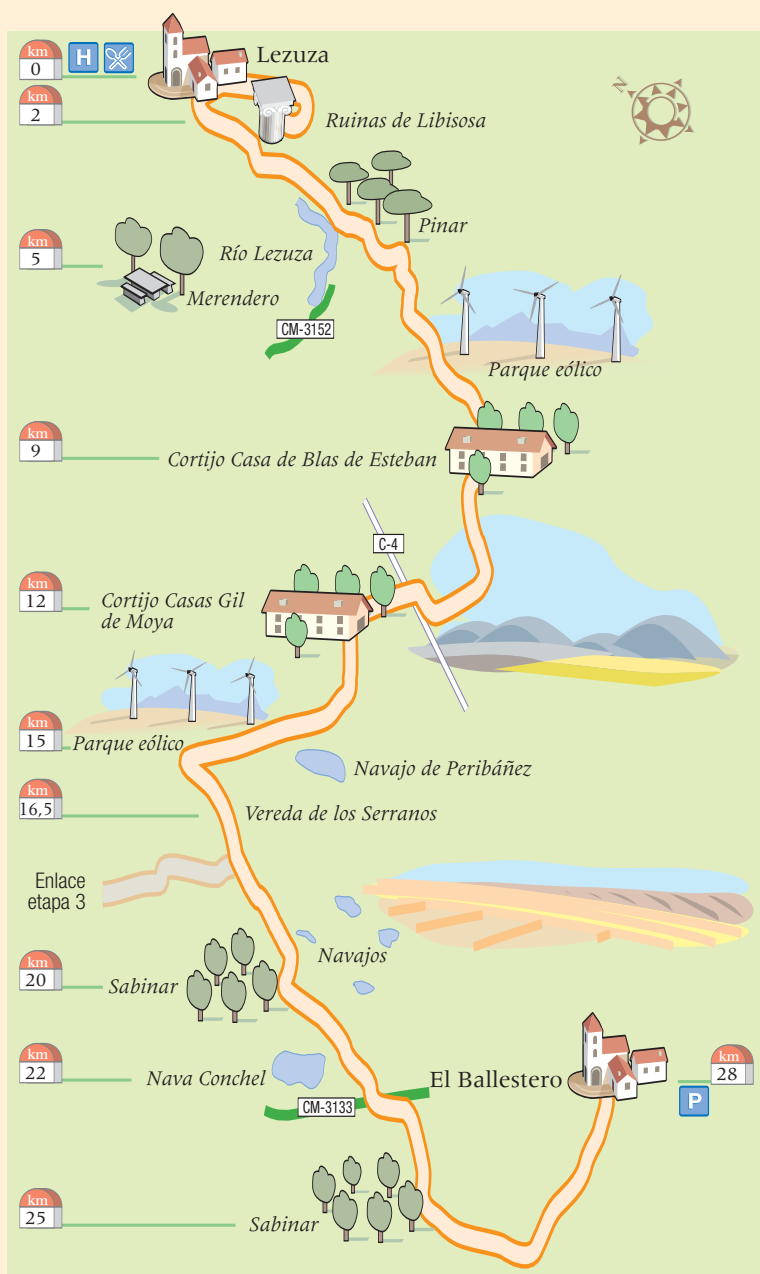 km
0
H
Lezuza
N
km
2
Ruinas de Libisosa
Pinar
km
5
Río Lezuza
Merendero
CM-3152
Parque eólico
km
9
Cortijo Casa de Blas de Esteban
C-4
km
12
Cortijo Casas Gil
de Moya
km
15
Parque eólico
Navajo de Peribáñez
km
16,5
Vereda de los Serranos
Enlace
etapa 3
Navajos
km
20
Sabinar
km
22
Nava Conchel
CM-3133
El Ballestero
km
28
P
km
25
Sabinar